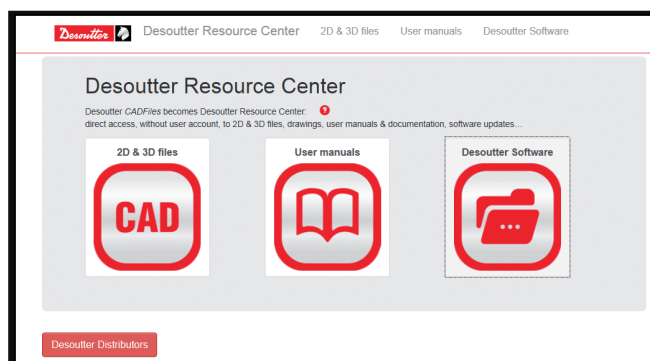 Desoutter Desoutter Resource Center 2D & 3D files User manuals Desoutter Software
Desoutter Resource Center
Desoutter CADFiles becomes Desoutter Resource Center: ?
direct access, without user account, to 2D & 3D files, drawings, user manuals & documentation, software updates...
2D & 3D files User manuals Desoutter Software
CAD
Desoutter Distributors